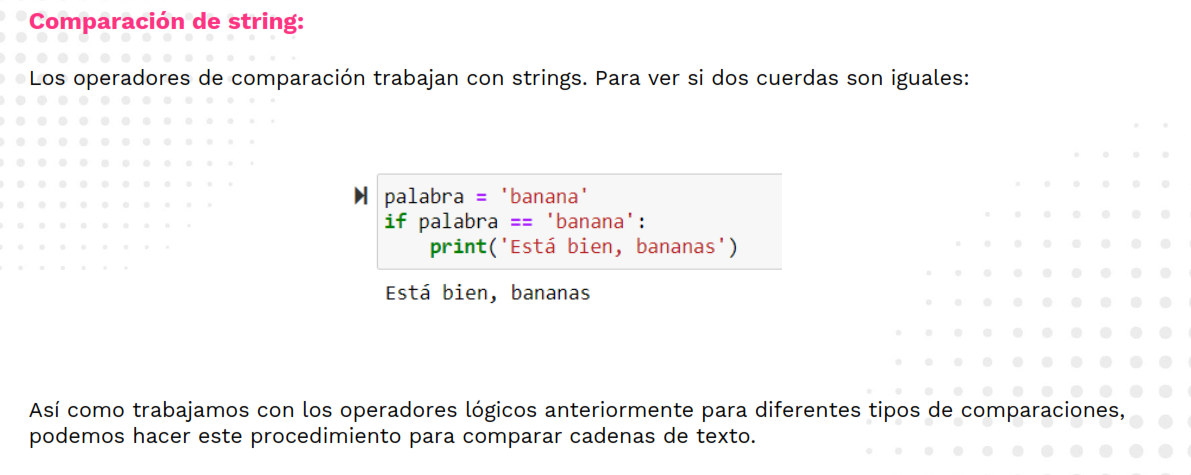 Comparación de string:
Los operadores de comparación trabajan con strings. Para ver si dos cuerdas son iguales:
palabra = 'banana'
if palabra == 'banana':
    print('Está bien, bananas')
Está bien, bananas
Así como trabajamos con los operadores lógicos anteriormente para diferentes tipos de comparaciones,
podemos hacer este procedimiento para comparar cadenas de texto.